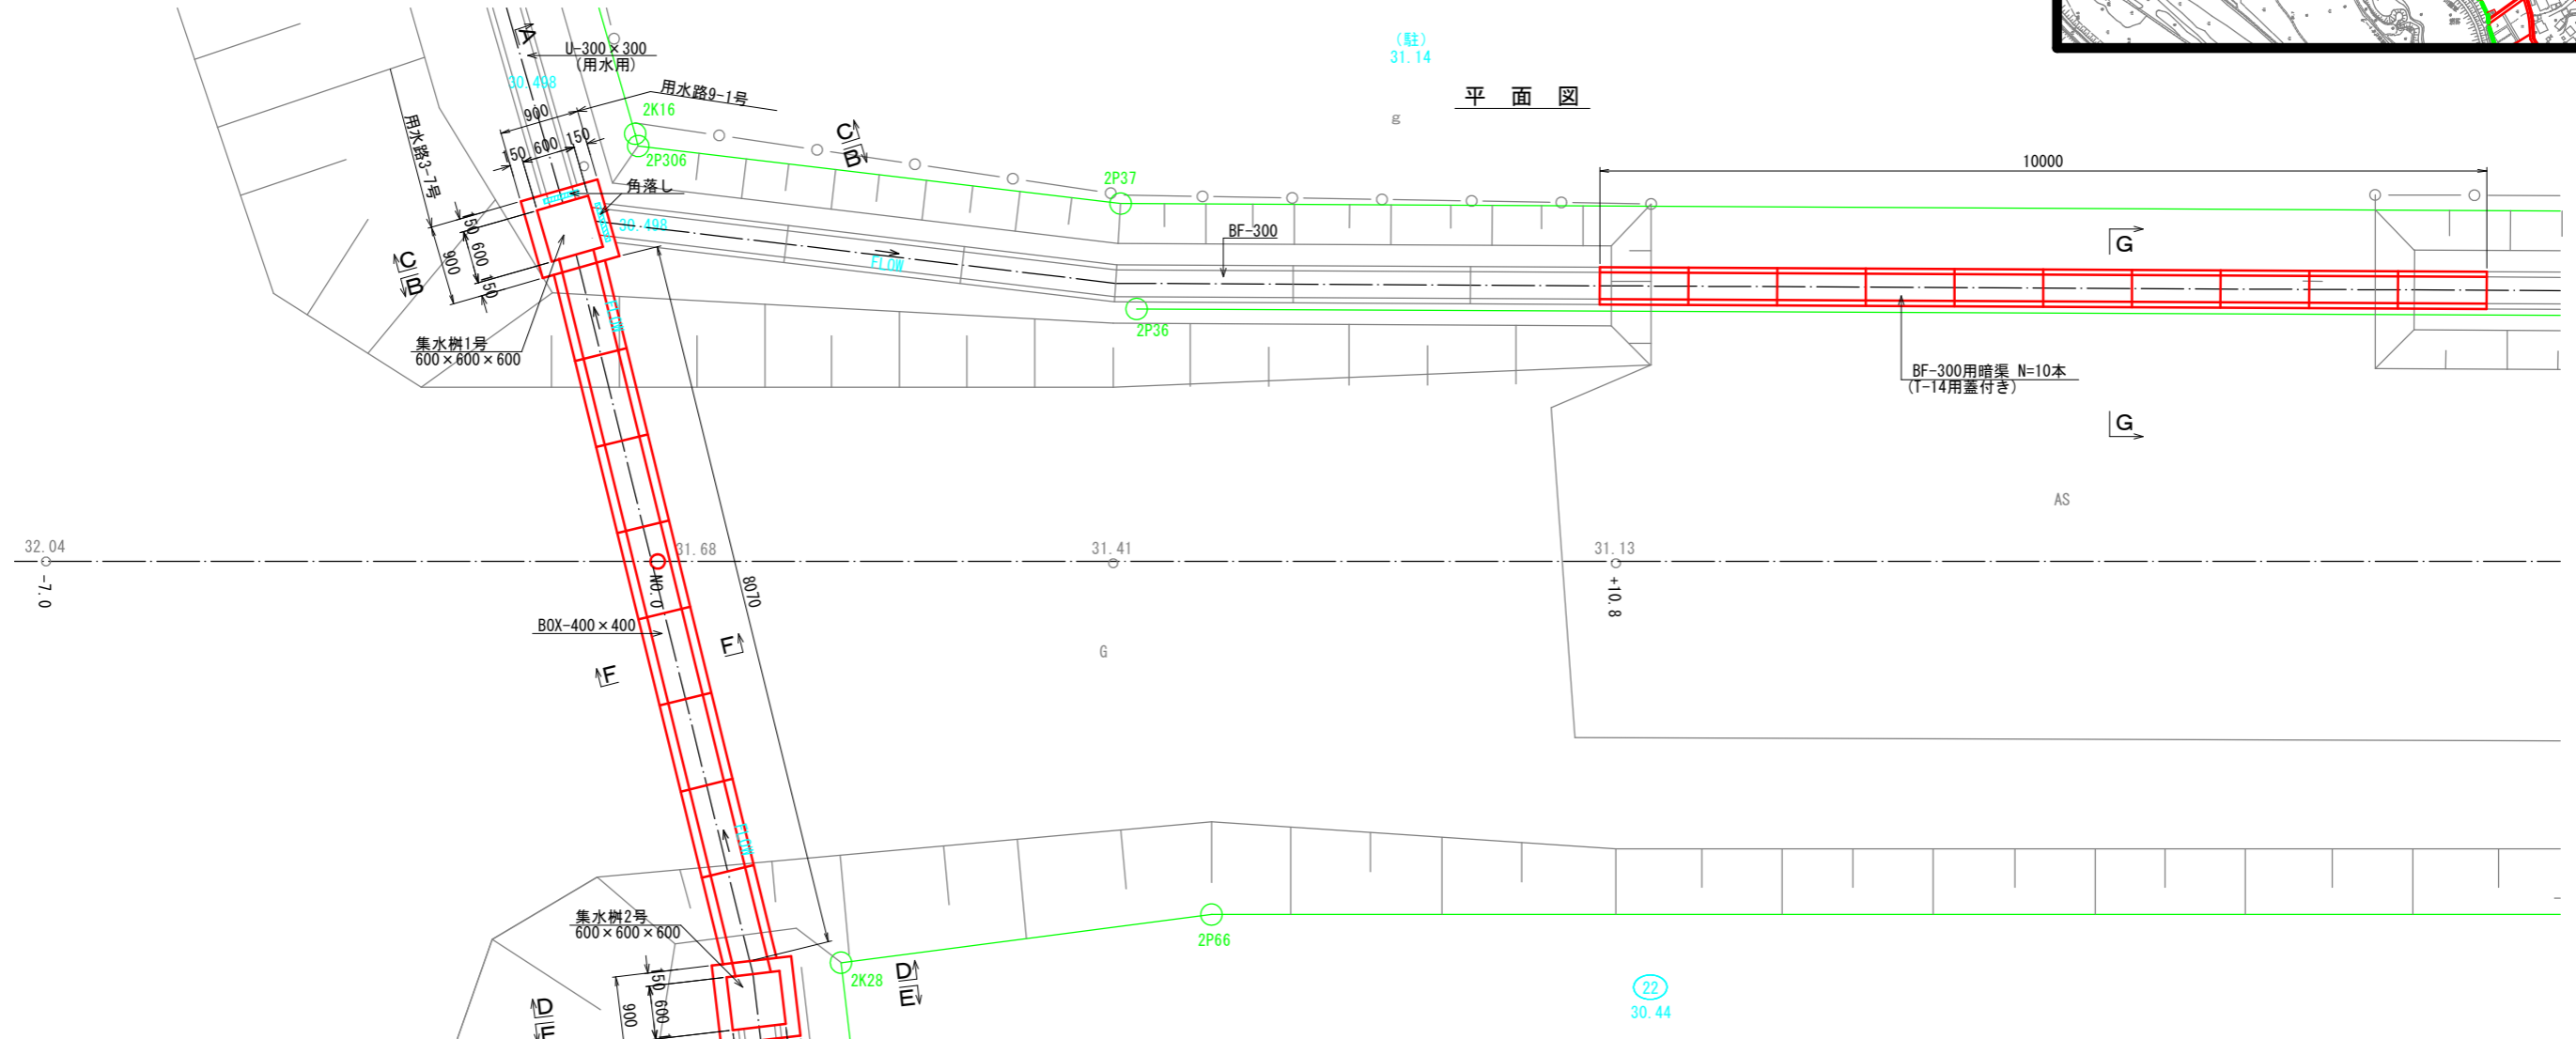 平 面 図
(駐)
31.14
g
A
U-300×300
(用水用)
30.498
用水路9-1号
900
150
600
150
用水路3-7号
2K16
2P306
角落し
30.498
C
B
2P37
10000
BF-300
G
FLOW
C
B
150
600
900
150
FLOW
集水桝1号
600×600×600
2P36
BF-300用暗渠 N=10本
(T-14用蓋付き)
G
AS
32.04
-7.0
31.68
NO.0
31.41
31.13
+10.8
8070
BOX-400×400
F
F
G
FLOW
集水桝2号
600×600×600
2K28
2P66
D
E
22
30.44
150
600
900
D